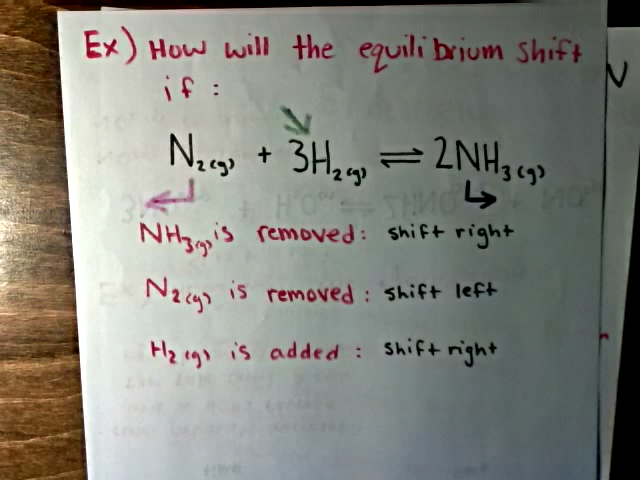 Ex) How will the equilibrium shift
if :
N₂(g) + 3H₂(g) ⇌ 2NH₃(g)
NH₃(g) is removed : shift right
N₂(g) is removed : shift left
H₂(g) is added : shift right